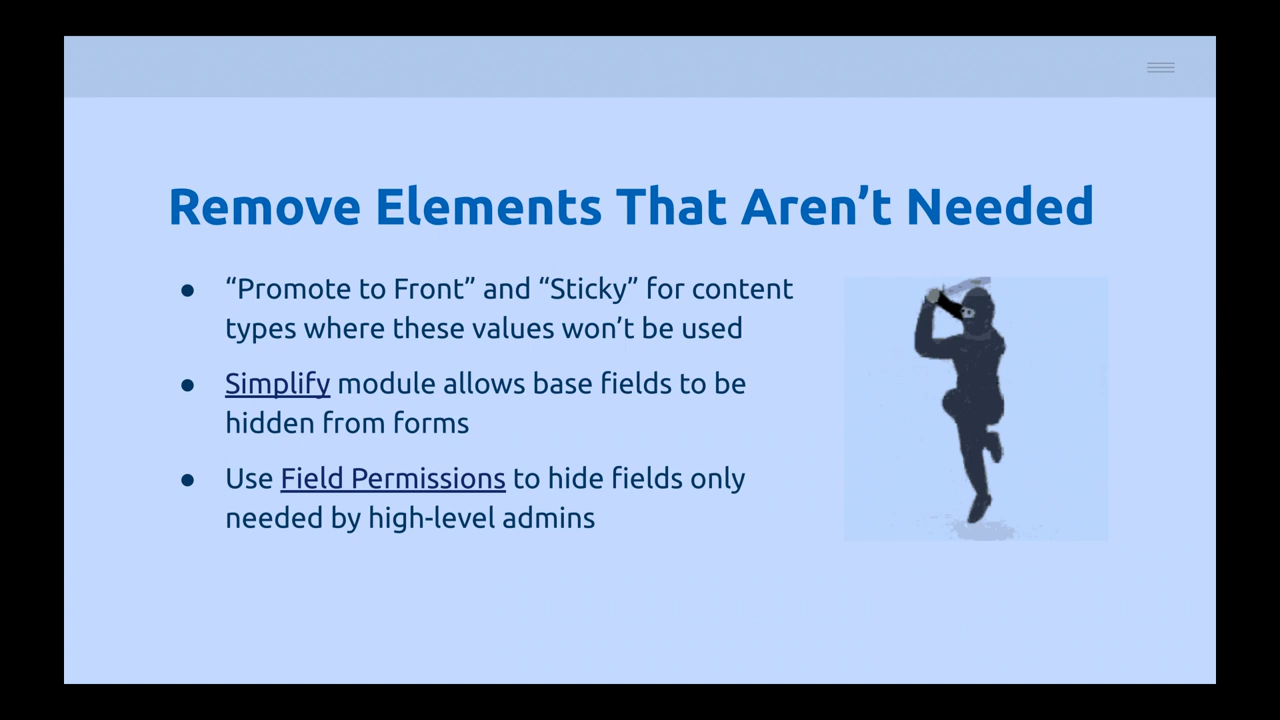 Remove Elements That Aren’t Needed
● “Promote to Front” and “Sticky” for content
types where these values won’t be used
● Simplify module allows base fields to be
hidden from forms
● Use Field Permissions to hide fields only
needed by high-level admins